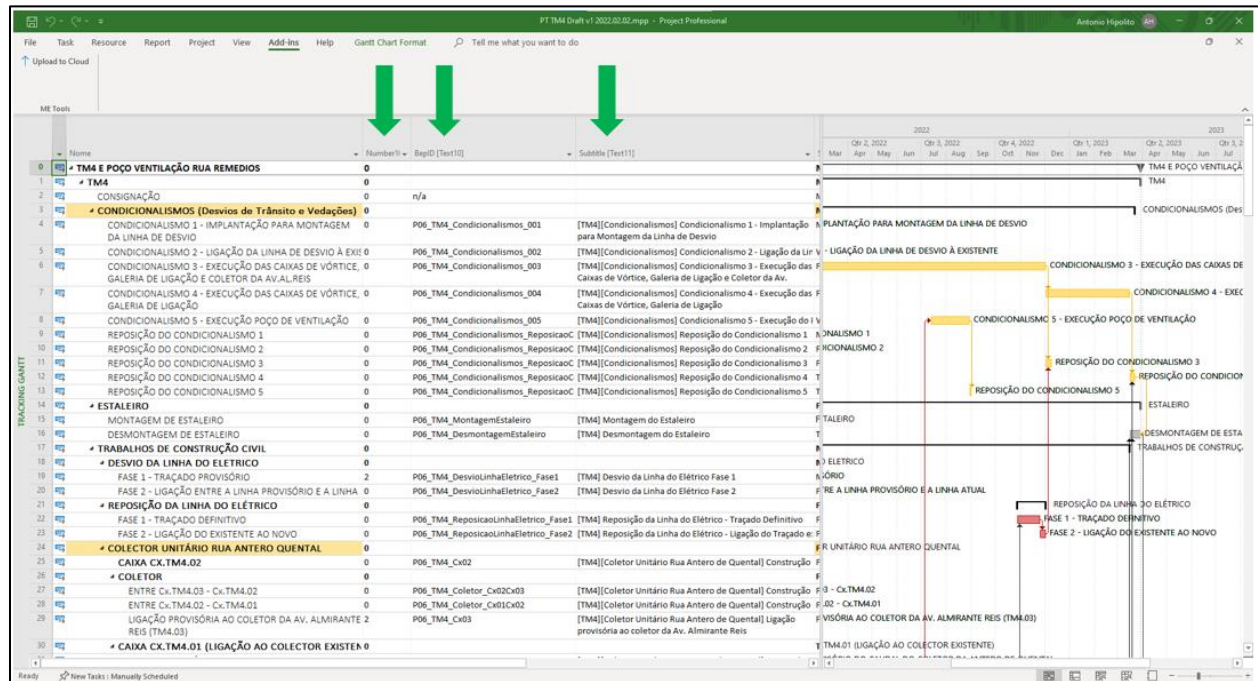 PT TM4 Draft v1 2022.02.02.mpp - Project Professional
Antonio Hipolito AH
File Task Resource Report Project View Add-ins Help Gantt Chart Format Tell me what you want to do
Upload to Cloud
ME Tools
2022 2023
Qtr 2, 2022 Qtr 3, 2022 Qtr 4, 2022 Qtr 1, 2023 Qtr 2, 2023 Qtr 3, 2
Nome Number1 BepID [Text10] Subtitle [Text11] Mar Apr May Jun Jul Aug Sep Oct Nov Dec Jan Feb Mar Apr May Jun Jul
0 TM4 E POÇO VENTILAÇÃO RUA REMEDIOS 0 TM4 E POÇO VENTILAÇÃ
1 TM4 0 TM4
2 CONSIGNAÇÃO 0 n/a
3 CONDICIONALISMOS (Desvios de Trânsito e Vedações) 0 CONDICIONALISMOS (Des
4 CONDICIONALISMO 1 - IMPLANTAÇÃO PARA MONTAGEM 0 P06_TM4_Condicionalismos_001 [TM4][Condicionalismos] Condicionalismo 1 - Implantação PLANTAÇÃO PARA MONTAGEM DA LINHA DE DESVIO
DA LINHA DE DESVIO para Montagem da Linha de Desvio
5 CONDICIONALISMO 2 - LIGAÇÃO DA LINHA DE DESVIO À EXIS 0 P06_TM4_Condicionalismos_002 [TM4][Condicionalismos] Condicionalismo 2 - Ligação da Lin - LIGAÇÃO DA LINHA DE DESVIO À EXISTENTE
6 CONDICIONALISMO 3 - EXECUÇÃO DAS CAIXAS DE VÓRTICE, 0 P06_TM4_Condicionalismos_003 [TM4][Condicionalismos] Condicionalismo 3 - Execução das CONDICIONALISMO 3 - EXECUÇÃO DAS CAIXAS DE
GALERIA DE LIGAÇÃO E COLETOR DA AV.AL.REIS Caixas de Vórtice, Galeria de Ligação e Coletor da Av.
7 CONDICIONALISMO 4 - EXECUÇÃO DAS CAIXAS DE VÓRTICE, 0 P06_TM4_Condicionalismos_004 [TM4][Condicionalismos] Condicionalismo 4 - Execução das CONDICIONALISMO 4 - EXEC
GALERIA DE LIGAÇÃO Caixas de Vórtice, Galeria de Ligação
8 CONDICIONALISMO 5 - EXECUÇÃO POÇO DE VENTILAÇÃO 0 P06_TM4_Condicionalismos_005 [TM4][Condicionalismos] Condicionalismo 5 - Execução do CONDICIONALISMO 5 - EXECUÇÃO POÇO DE VENTILAÇÃO
9 REPOSIÇÃO DO CONDICIONALISMO 1 0 P06_TM4_Condicionalismos_ReposicaoC [TM4][Condicionalismos] Reposição do Condicionalismo 1 ONALISMO 1
10 REPOSIÇÃO DO CONDICIONALISMO 2 0 P06_TM4_Condicionalismos_ReposicaoC [TM4][Condicionalismos] Reposição do Condicionalismo 2 ICIONALISMO 2
11 REPOSIÇÃO DO CONDICIONALISMO 3 0 P06_TM4_Condicionalismos_ReposicaoC [TM4][Condicionalismos] Reposição do Condicionalismo 3 REPOSIÇÃO DO CONDICIONALISMO 3
12 REPOSIÇÃO DO CONDICIONALISMO 4 0 P06_TM4_Condicionalismos_ReposicaoC [TM4][Condicionalismos] Reposição do Condicionalismo 4 REPOSIÇÃO DO CONDICION
13 REPOSIÇÃO DO CONDICIONALISMO 5 0 P06_TM4_Condicionalismos_ReposicaoC [TM4][Condicionalismos] Reposição do Condicionalismo 5 REPOSIÇÃO DO CONDICIONALISMO 5
14 ESTALEIRO 0 ESTALEIRO
15 MONTAGEM DE ESTALEIRO 0 P06_TM4_MontagemEstaleiro [TM4] Montagem do Estaleiro TALEIRO
16 DESMONTAGEM DE ESTALEIRO 0 P06_TM4_DesmontagemEstaleiro [TM4] Desmontagem do Estaleiro DESMONTAGEM DE ESTA
17 TRABALHOS DE CONSTRUÇÃO CIVIL 0 TRABALHOS DE CONSTRUÇ
18 DESVIO DA LINHA DO ELETRICO 0 ELETRICO
19 FASE 1 - TRAÇADO PROVISÓRIO 2 P06_TM4_DesvioLinhaEletrico_Fase1 [TM4] Desvio da Linha do Elétrico Fase 1 SÓRIO
20 FASE 2 - LIGAÇÃO ENTRE A LINHA PROVISÓRIO E A LINHA 0 P06_TM4_DesvioLinhaEletrico_Fase2 [TM4] Desvio da Linha do Elétrico Fase 2 RE A LINHA PROVISÓRIO E A LINHA ATUAL
21 REPOSIÇÃO DA LINHA DO ELÉTRICO 0 REPOSIÇÃO DA LINHA DO ELÉTRICO
22 FASE 1 - TRAÇADO DEFINITIVO 0 P06_TM4_ReposicaoLinhaEletrico_Fase1 [TM4] Reposição da Linha do Elétrico - Traçado Definitivo FASE 1 - TRAÇADO DEFINITIVO
23 FASE 2 - LIGAÇÃO DO EXISTENTE AO NOVO 0 P06_TM4_ReposicaoLinhaEletrico_Fase2 [TM4] Reposição da Linha do Elétrico - Ligação do Traçado e: FASE 2 - LIGAÇÃO DO EXISTENTE AO NOVO
24 COLECTOR UNITÁRIO RUA ANTERO QUENTAL 0 R UNITÁRIO RUA ANTERO QUENTAL
25 CAIXA CX.TM4.02 0 P06_TM4_Cx02 [TM4][Coletor Unitário Rua Antero de Quental] Construção
26 COLETOR 0
27 ENTRE Cx.TM4.03 - Cx.TM4.02 0 P06_TM4_Coletor_Cx02Cx03 [TM4][Coletor Unitário Rua Antero de Quental] Construção 3 - Cx.TM4.02
28 ENTRE Cx.TM4.02 - Cx.TM4.01 0 P06_TM4_Coletor_Cx01Cx02 [TM4][Coletor Unitário Rua Antero de Quental] Construção .02 - Cx.TM4.01
29 LIGAÇÃO PROVISÓRIA AO COLETOR DA AV. ALMIRANTE 2 P06_TM4_Cx03 [TM4][Coletor Unitário Rua Antero de Quental] Ligação VISÓRIA AO COLETOR DA AV. ALMIRANTE REIS (TM4.03)
REIS (TM4.03) provisória ao coletor da Av. Almirante Reis
30 CAIXA CX.TM4.01 (LIGAÇÃO AO COLECTOR EXISTEN 0 TM4.01 (LIGAÇÃO AO COLECTOR EXISTENTE)
TRACKING GANTT
Ready New Tasks : Manually Scheduled